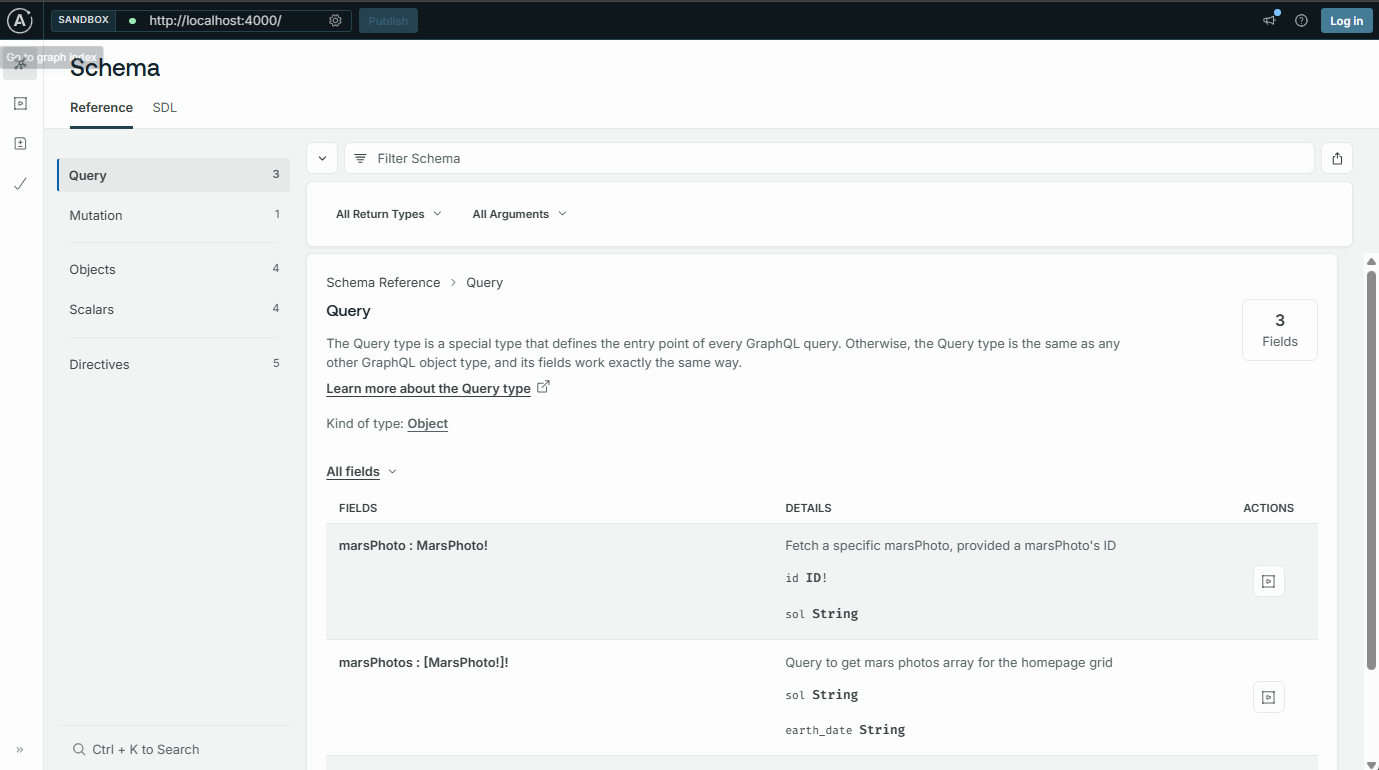 SANDBOX http://localhost:4000/ Publish Log in
Go to graph index
Schema
Reference SDL
Query 3
Mutation 1
Objects 4
Scalars 4
Directives 5
Ctrl + K to Search
Filter Schema
All Return Types All Arguments
Schema Reference > Query
Query
The Query type is a special type that defines the entry point of every GraphQL query. Otherwise, the Query type is the same as any
other GraphQL object type, and its fields work exactly the same way.
Learn more about the Query type
Kind of type: Object
3
Fields
All fields
FIELDS DETAILS ACTIONS
marsPhoto : MarsPhoto! Fetch a specific marsPhoto, provided a marsPhoto's ID
id ID!
sol String
marsPhotos : [MarsPhoto!]! Query to get mars photos array for the homepage grid
sol String
earth_date String